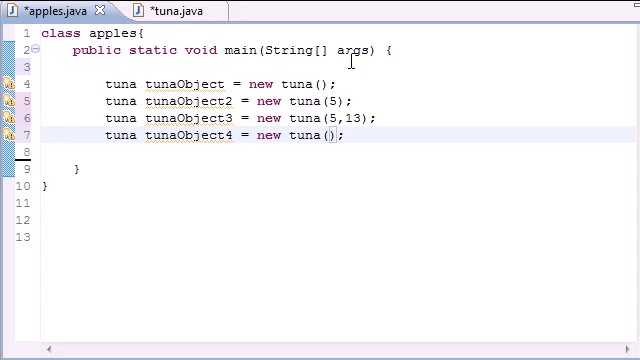 *apples.java *tuna.java
1 class apples{
2 public static void main(String[] args) {
3
4 tuna tunaObject = new tuna();
5 tuna tunaObject2 = new tuna(5);
6 tuna tunaObject3 = new tuna(5,13);
7 tuna tunaObject4 = new tuna();
8
9 }
10 }
11
12
13